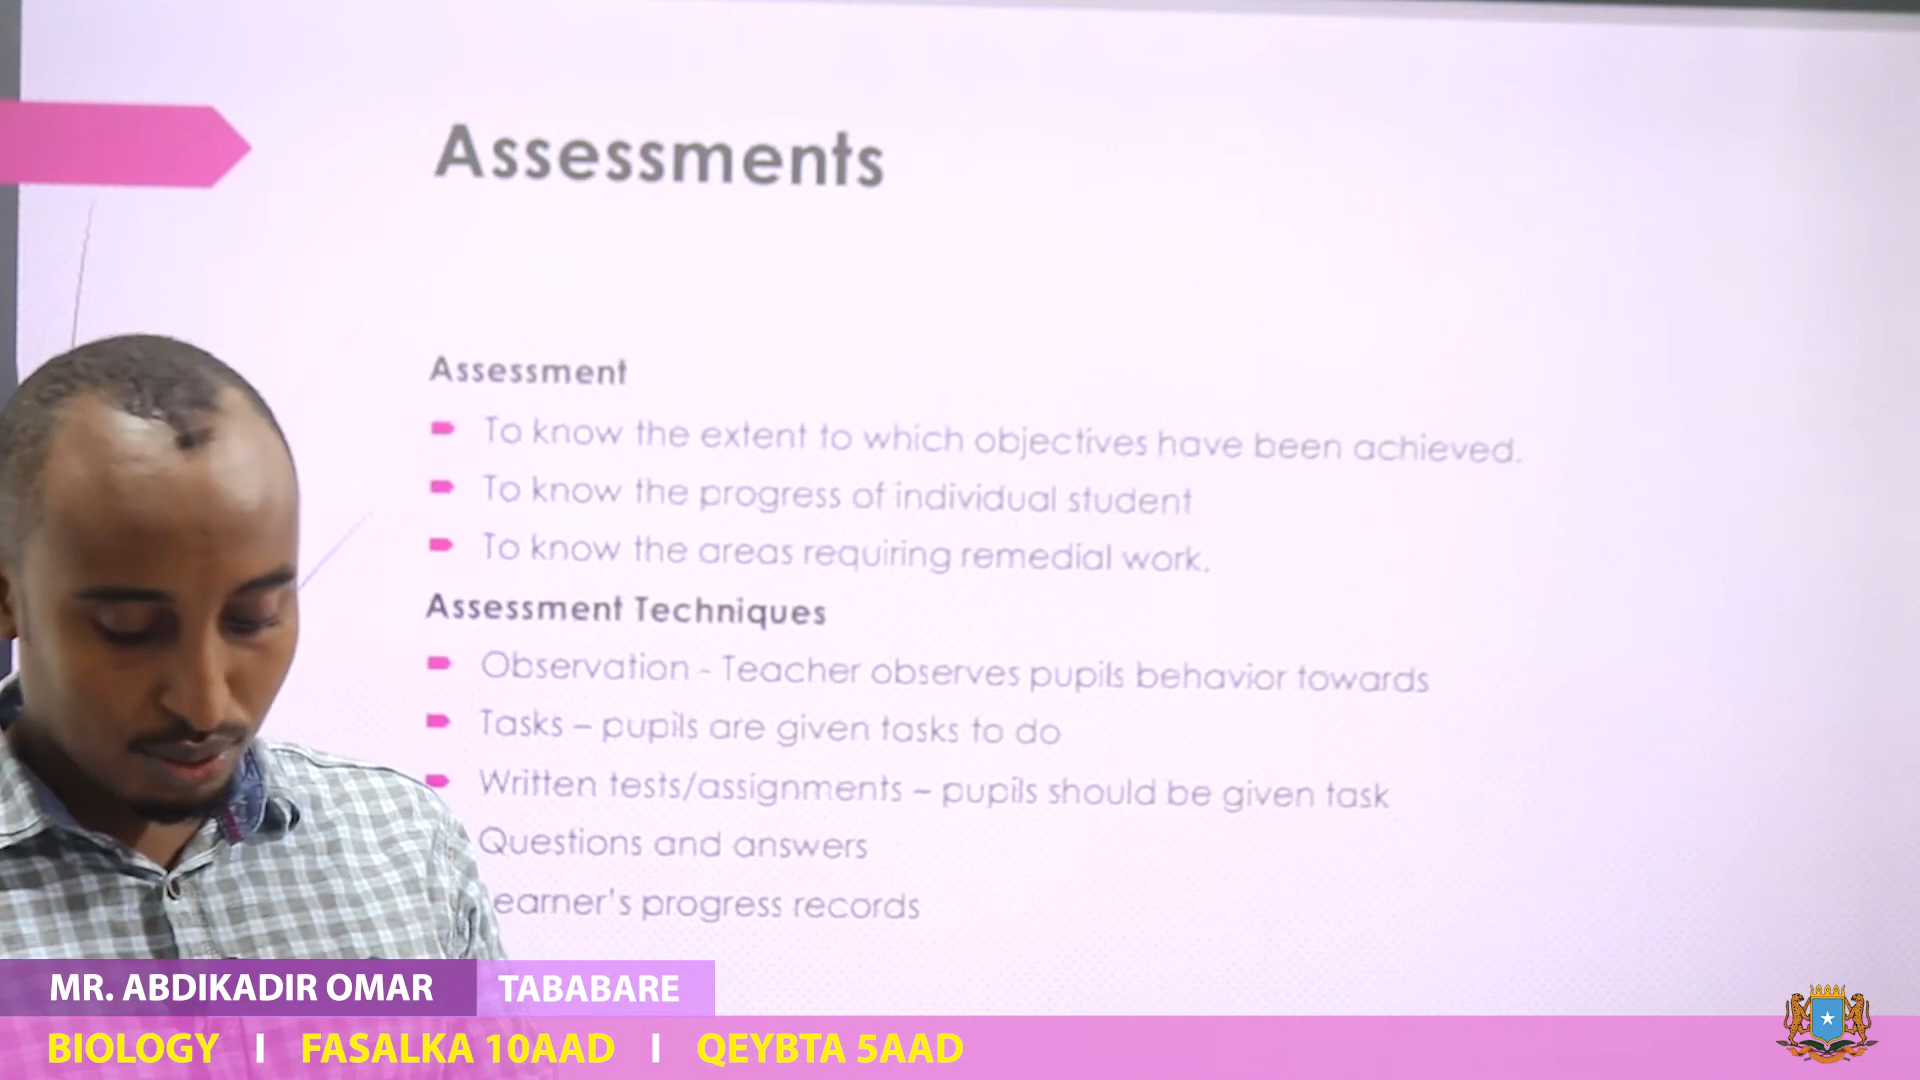 Assessments
Assessment
To know the extent to which objectives have been achieved.
To know the progress of individual student
To know the areas requiring remedial work.
Assessment Techniques
Observation - Teacher observes pupils behavior towards
Tasks – pupils are given tasks to do
Written tests/assignments – pupils should be given task
Questions and answers
earner's progress records
MR. ABDIKADIR OMAR TABABARE
BIOLOGY I FASALKA 10AAD I QEYBTA 5AAD